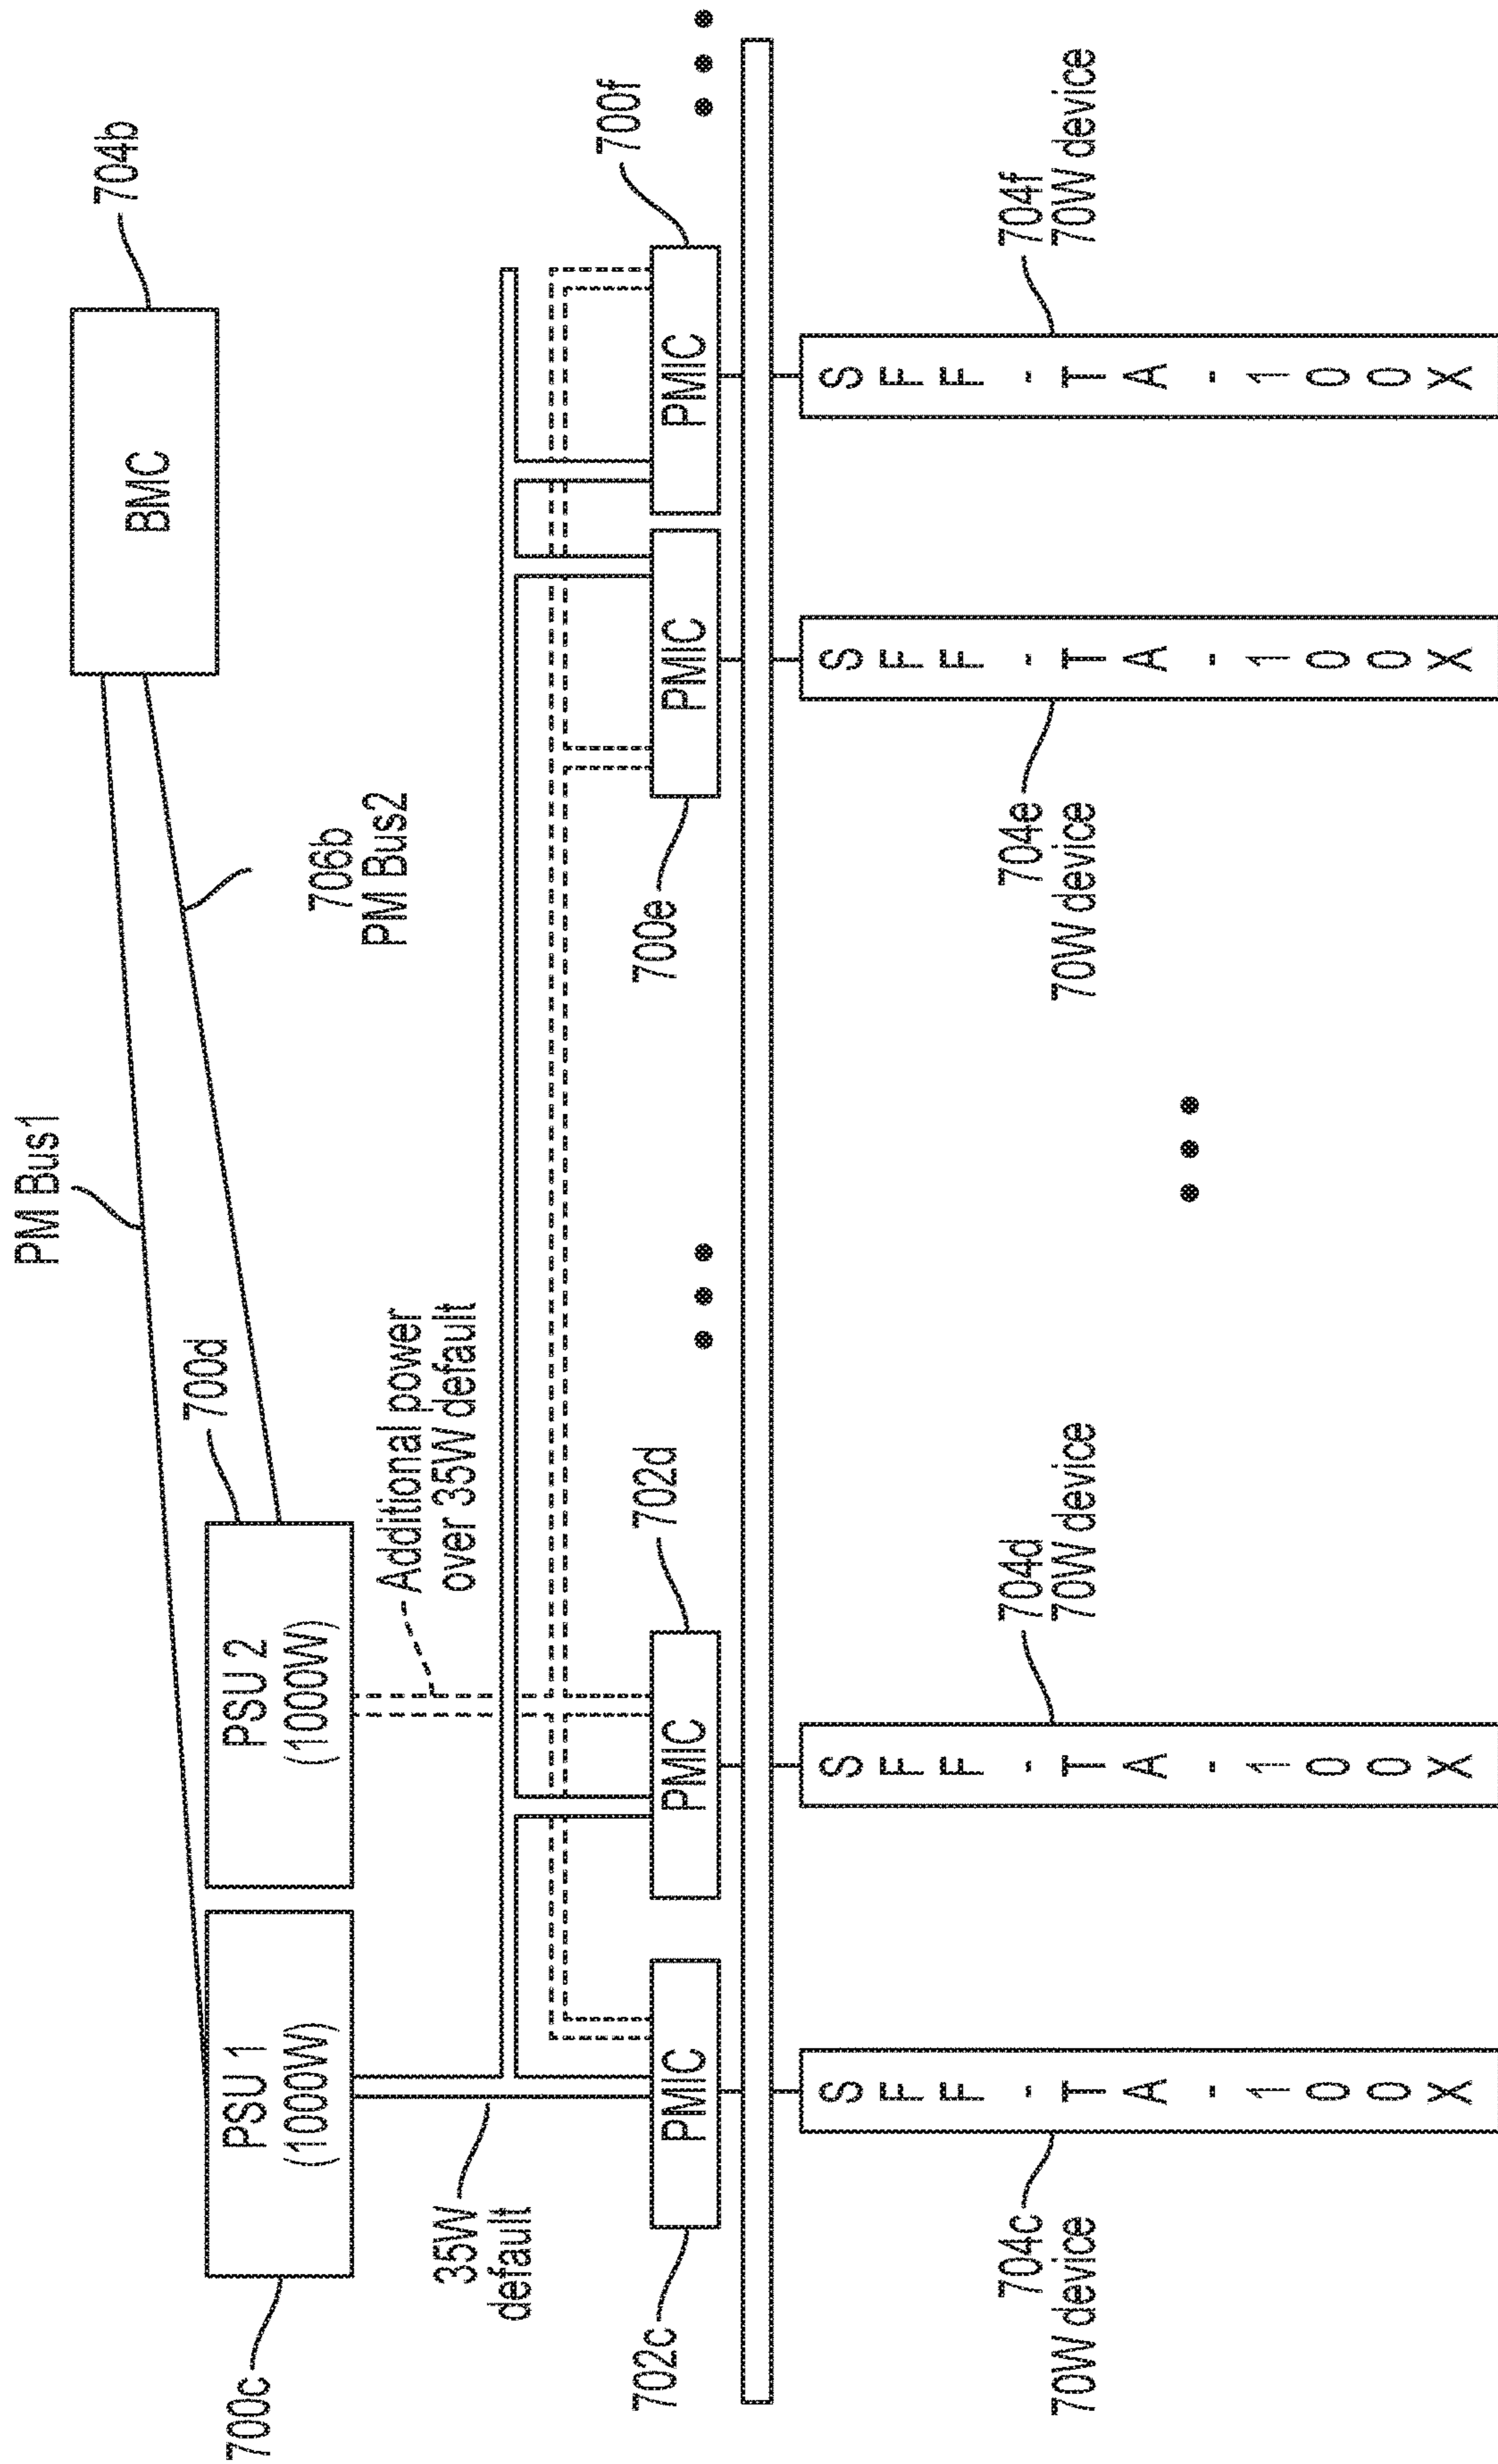 PM Bus1
704b
BMC
700d
706b
PM Bus2
700c
PSU 1
(1000W)
PSU 2
(1000W)
35W
default
Additional power
over 35W default
702c
PMIC
702d
PMIC
700e
PMIC
700f
PMIC
704c
70W device
SFF-TA-100X
704d
70W device
SFF-TA-100X
704e
70W device
SFF-TA-100X
704f
70W device
SFF-TA-100X